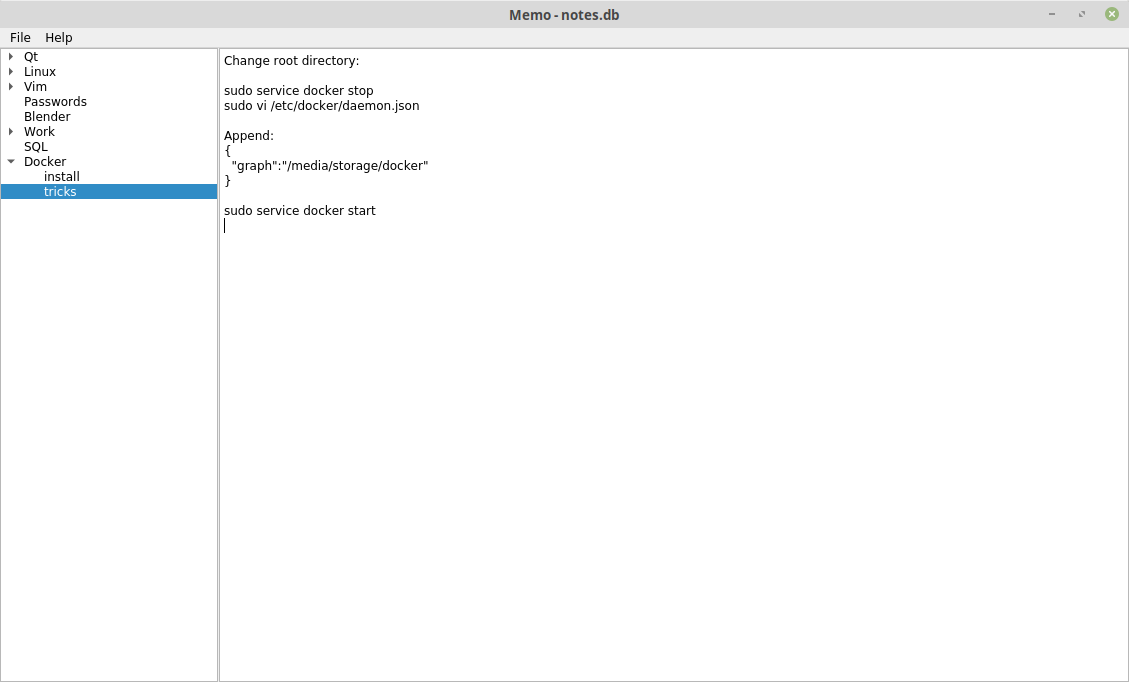 Memo - notes.db
File Help
Qt
Linux
Vim
Passwords
Blender
Work
SQL
Docker
install
tricks
Change root directory:
sudo service docker stop
sudo vi /etc/docker/daemon.json
Append:
{
"graph":"/media/storage/docker"
}
sudo service docker start